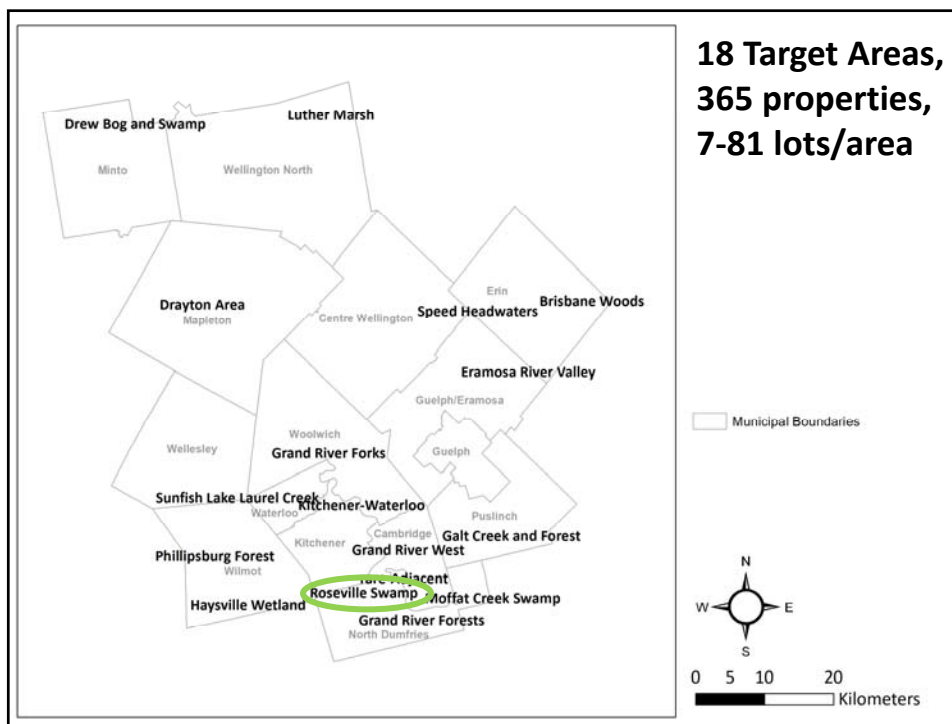 18 Target Areas,
365 properties,
7-81 lots/area
Drew Bog and Swamp
Luther Marsh
Minto
Wellington North
Drayton Area
Mapleton
Centre Wellington
Speed Headwaters
Erin
Brisbane Woods
Eramosa River Valley
Guelph/Eramosa
Wellesley
Woolwich
Grand River Forks
Guelph
Sunfish Lake Laurel Creek
Waterloo
Kitchener-Waterloo
Puslinch
Kitchener
Cambridge
Galt Creek and Forest
Grand River West
Phillipsburg Forest
Wilmot
Adjacent
Roseville Swamp
Moffat Creek Swamp
Haysville Wetland
Grand River Forests
North Dumfries
Municipal Boundaries
N
W
E
S
0 5 10 20
Kilometers